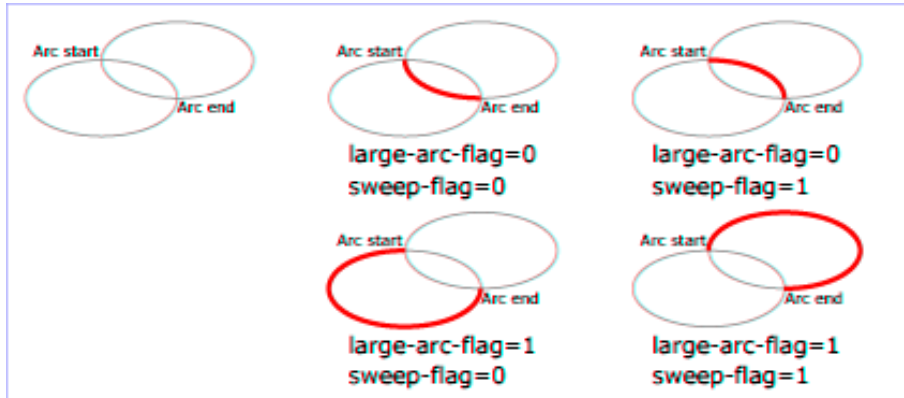 Arc start
Arc end
Arc start
Arc end
large-arc-flag=0
sweep-flag=0
Arc start
Arc end
large-arc-flag=0
sweep-flag=1
Arc start
Arc end
large-arc-flag=1
sweep-flag=0
Arc start
Arc end
large-arc-flag=1
sweep-flag=1